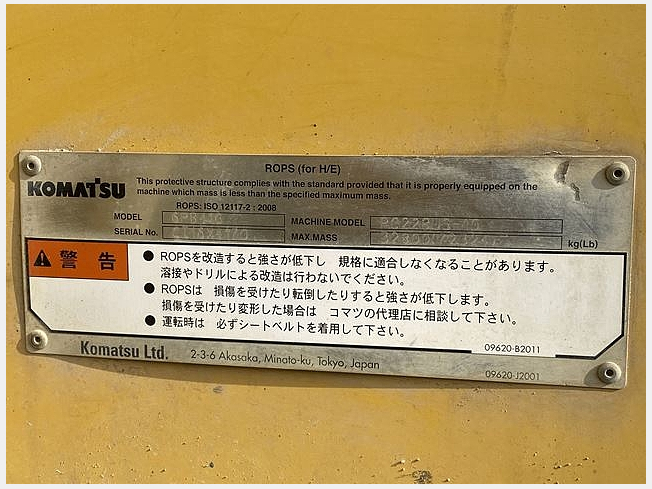 ROPS (for H/E)
KOMATSU
This protective structure complies with the standard provided that it is properly equipped on the
machine which mass is less than the specified maximum mass.
ROPS: ISO 12117-2 : 2008
MODEL
MACHINE MODEL
SERIAL No.
MAX.MASS
kg(Lb)
警告
● ROPSを改造すると強さが低下し 規格に適合しなくなることがあります。
溶接やドリルによる改造は行わないでください。
● ROPSは 損傷を受けたり転倒したりすると強さが低下します。
損傷を受けたり変形した場合は コマツの代理店に相談して下さい。
● 運転時は 必ずシートベルトを着用して下さい。
09620-B2011
Komatsu Ltd. 2-3-6 Akasaka, Minato-ku, Tokyo, Japan
09620-J2001